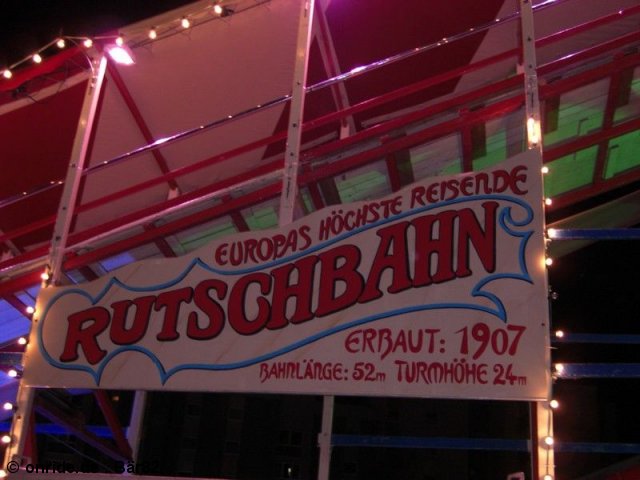 EUROPAS HÖCHSTE REISENDE
RUTSCHBAHN
ERBAUT: 1907
BAHNLÄNGE: 52m TURMHÖHE 24m
©